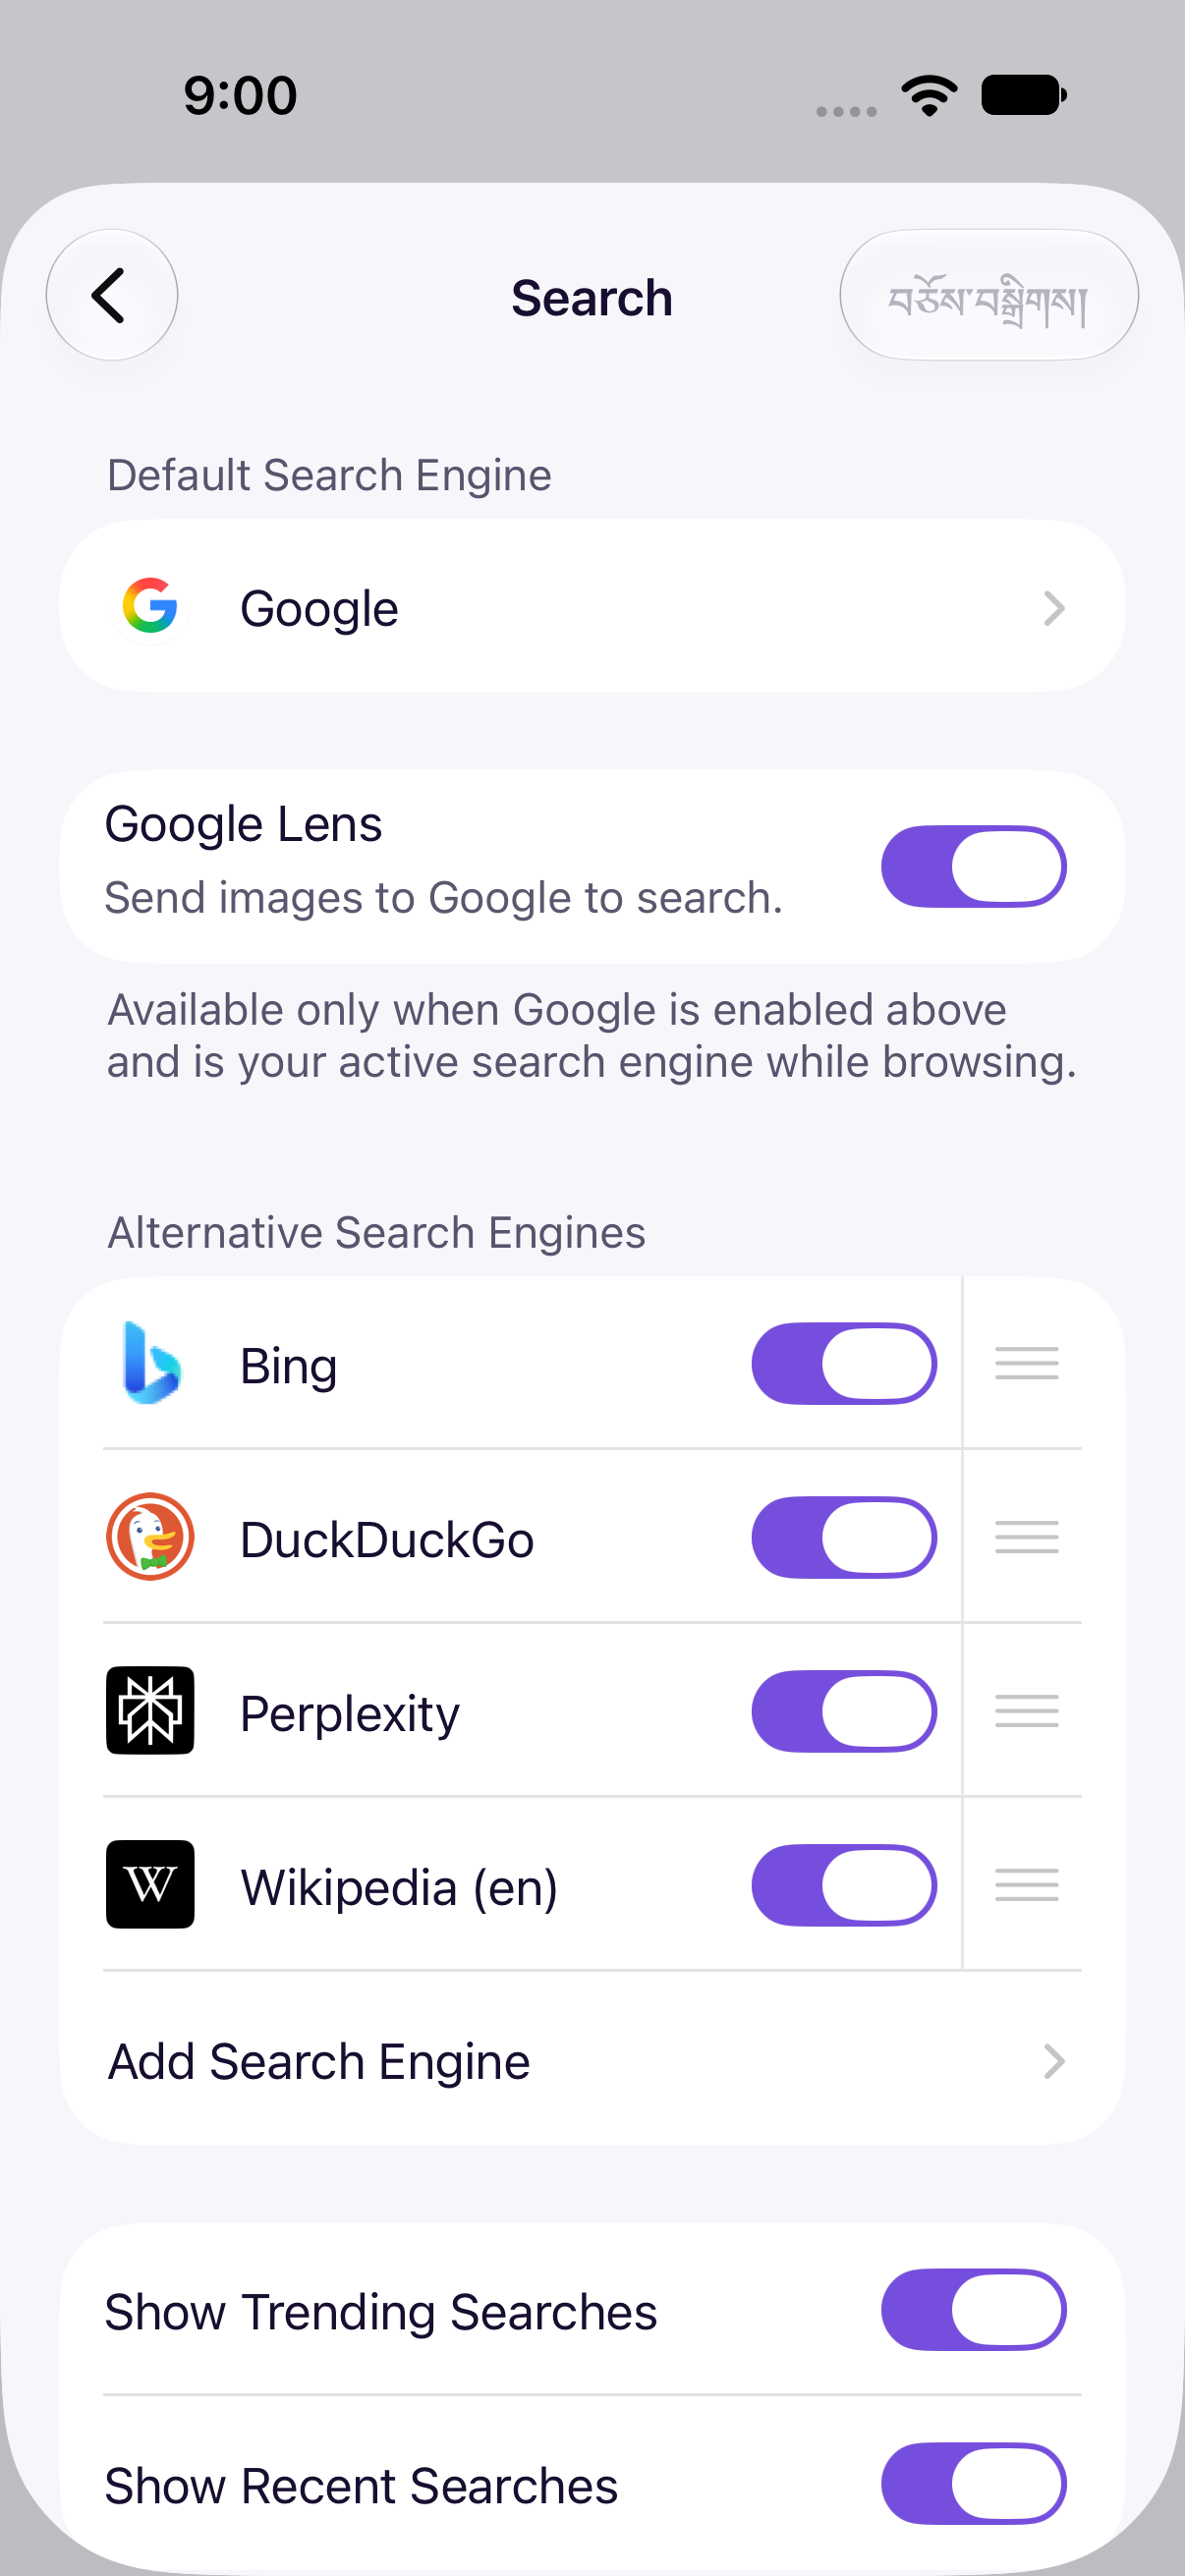 9:00
Search
བཅོས་བསྒྲིགས།
Default Search Engine
Google
Google Lens
Send images to Google to search.
Available only when Google is enabled above
and is your active search engine while browsing.
Alternative Search Engines
Bing
DuckDuckGo
Perplexity
Wikipedia (en)
Add Search Engine
Show Trending Searches
Show Recent Searches